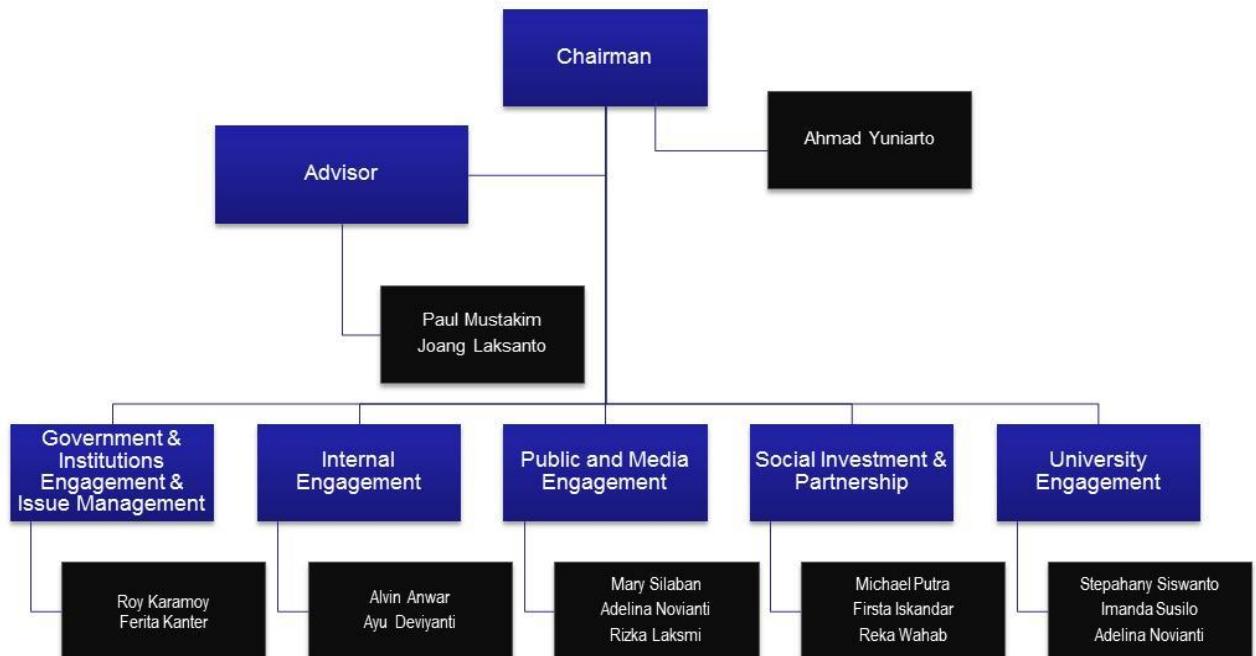 Chairman
Ahmad Yuniarto
Advisor
Paul Mustakim
Joang Laksanto
Government &
Institutions
Engagement &
Issue Management
Internal
Engagement
Public and Media
Engagement
Social Investment &
Partnership
University
Engagement
Roy Karamoy
Ferita Kanter
Alvin Anwar
Ayu Deviyanti
Mary Silaban
Adelina Novianti
Rizka Laksmi
Michael Putra
Firsta Iskandar
Reka Wahab
Stepahany Siswanto
Imanda Susilo
Adelina Novianti